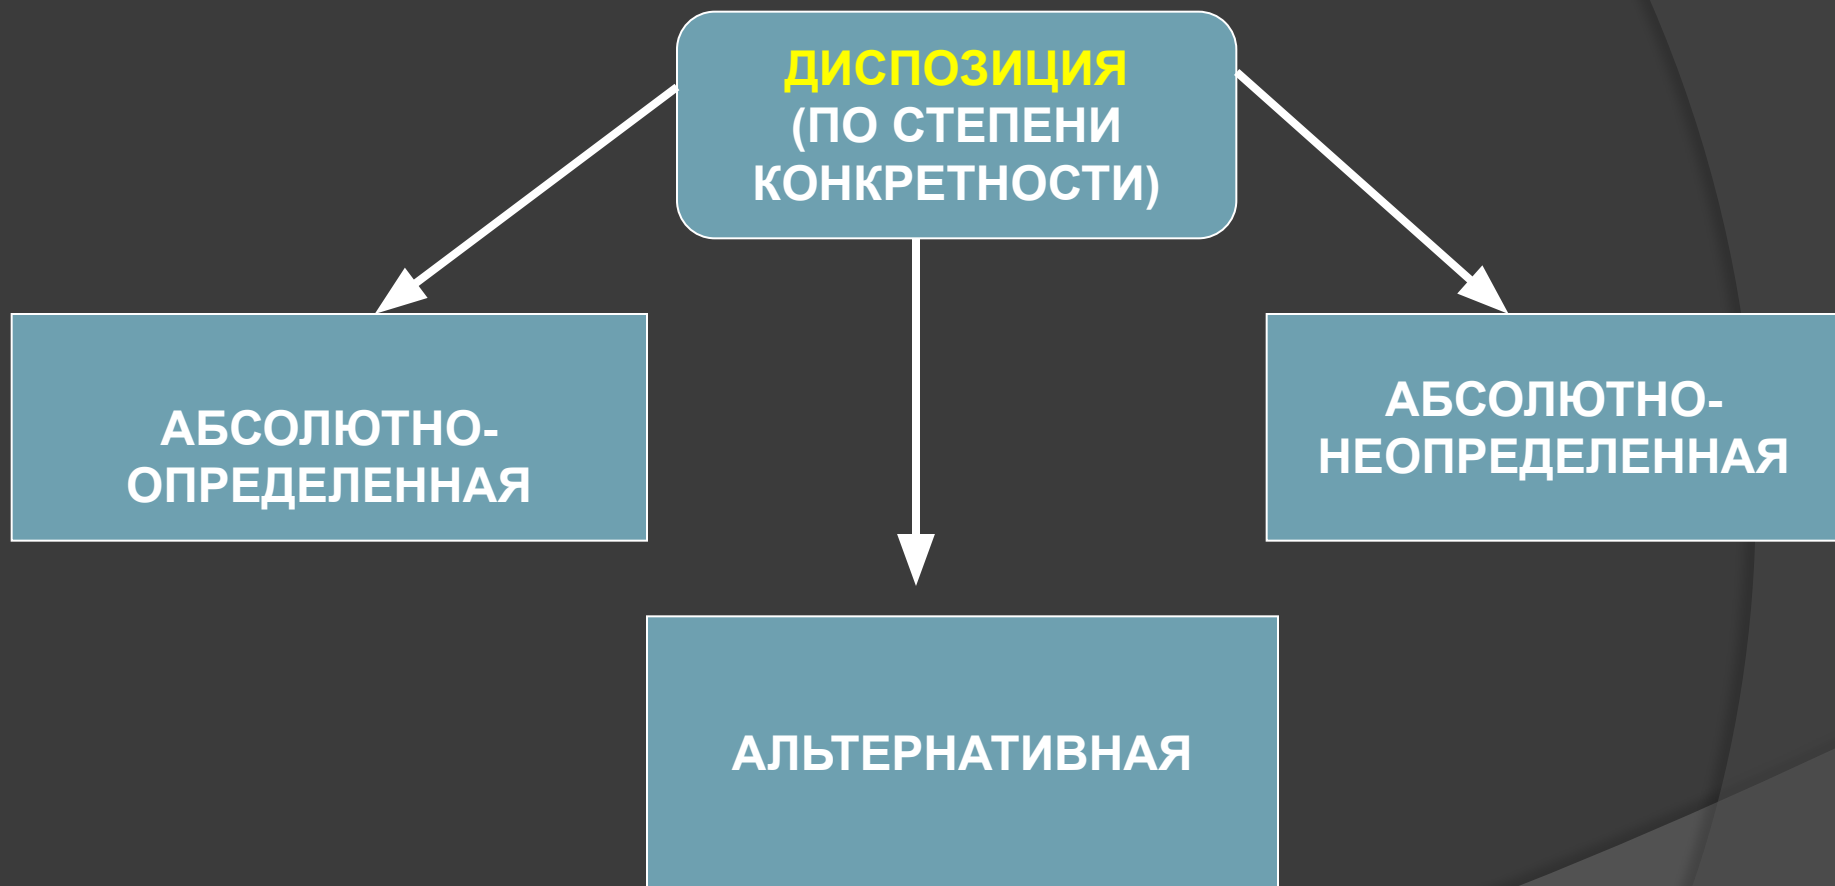 ДИСПОЗИЦИЯ
(ПО СТЕПЕНИ
КОНКРЕТНОСТИ)
АБСОЛЮТНО-
ОПРЕДЕЛЕННАЯ
АБСОЛЮТНО-
НЕОПРЕДЕЛЕННАЯ
АЛЬТЕРНАТИВНАЯ